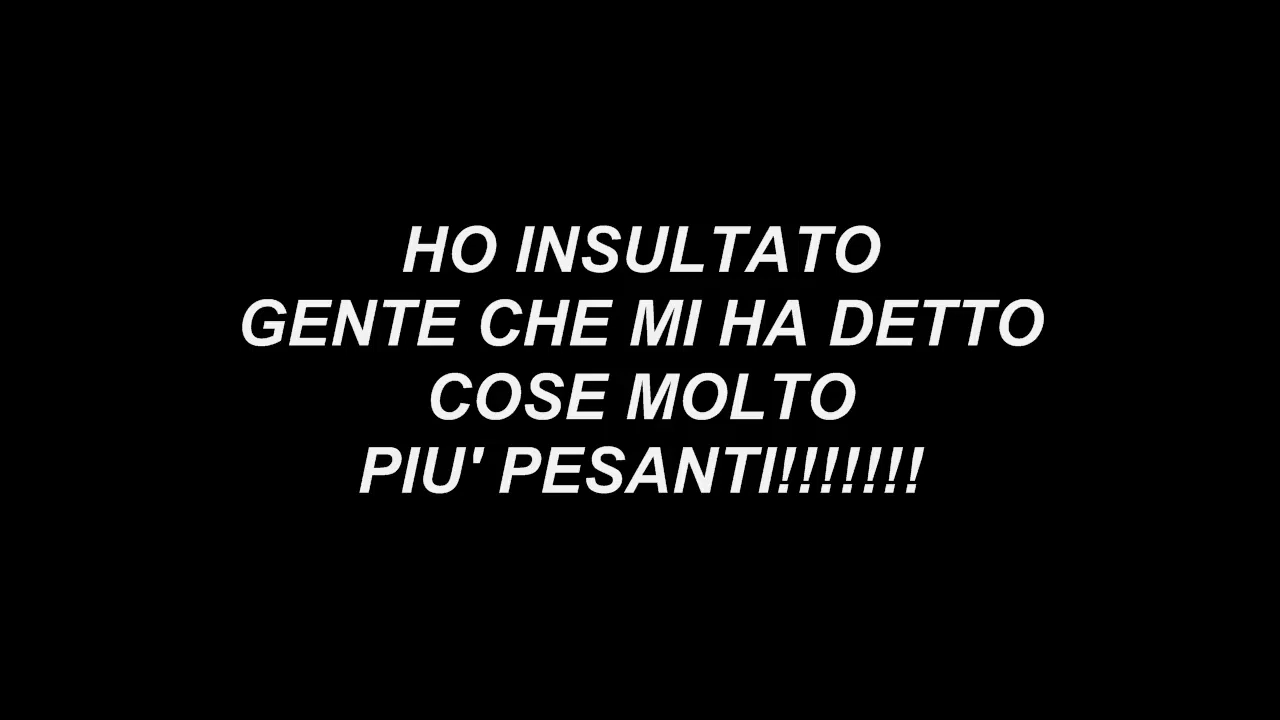 HO INSULTATO
GENTE CHE MI HA DETTO
COSE MOLTO
PIU' PESANTI!!!!!!!